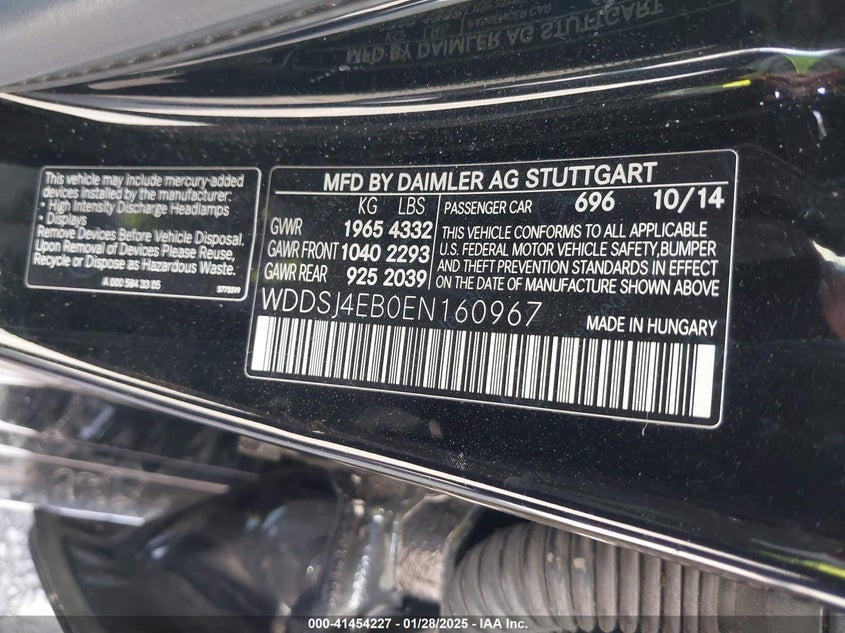 MFD BY DAIMLER AG STUTTGART
PASSENGER CAR
This vehicle may include mercury-added
devices installed by the manufacturer:
• High Intensity Discharge Headlamps
• Displays
Remove Devices Before Vehicle Disposal.
Upon Removal of Devices Please Reuse,
Recycle or Dispose as Hazardous Waste.
A 000 584 33 05
MFD BY DAIMLER AG STUTTGART
KG LBS
GVWR 1965 4332
GAWR FRONT 1040 2293
GAWR REAR 925 2039
PASSENGER CAR 696 10/14
THIS VEHICLE CONFORMS TO ALL APPLICABLE
U.S. FEDERAL MOTOR VEHICLE SAFETY,BUMPER
AND THEFT PREVENTION STANDARDS IN EFFECT
ON THE DATE OF MANUFACTURE SHOWN ABOVE
WDDSJ4EB0EN160967
MADE IN HUNGARY
000-41454227 | 01/28/2025 | IAA Inc.